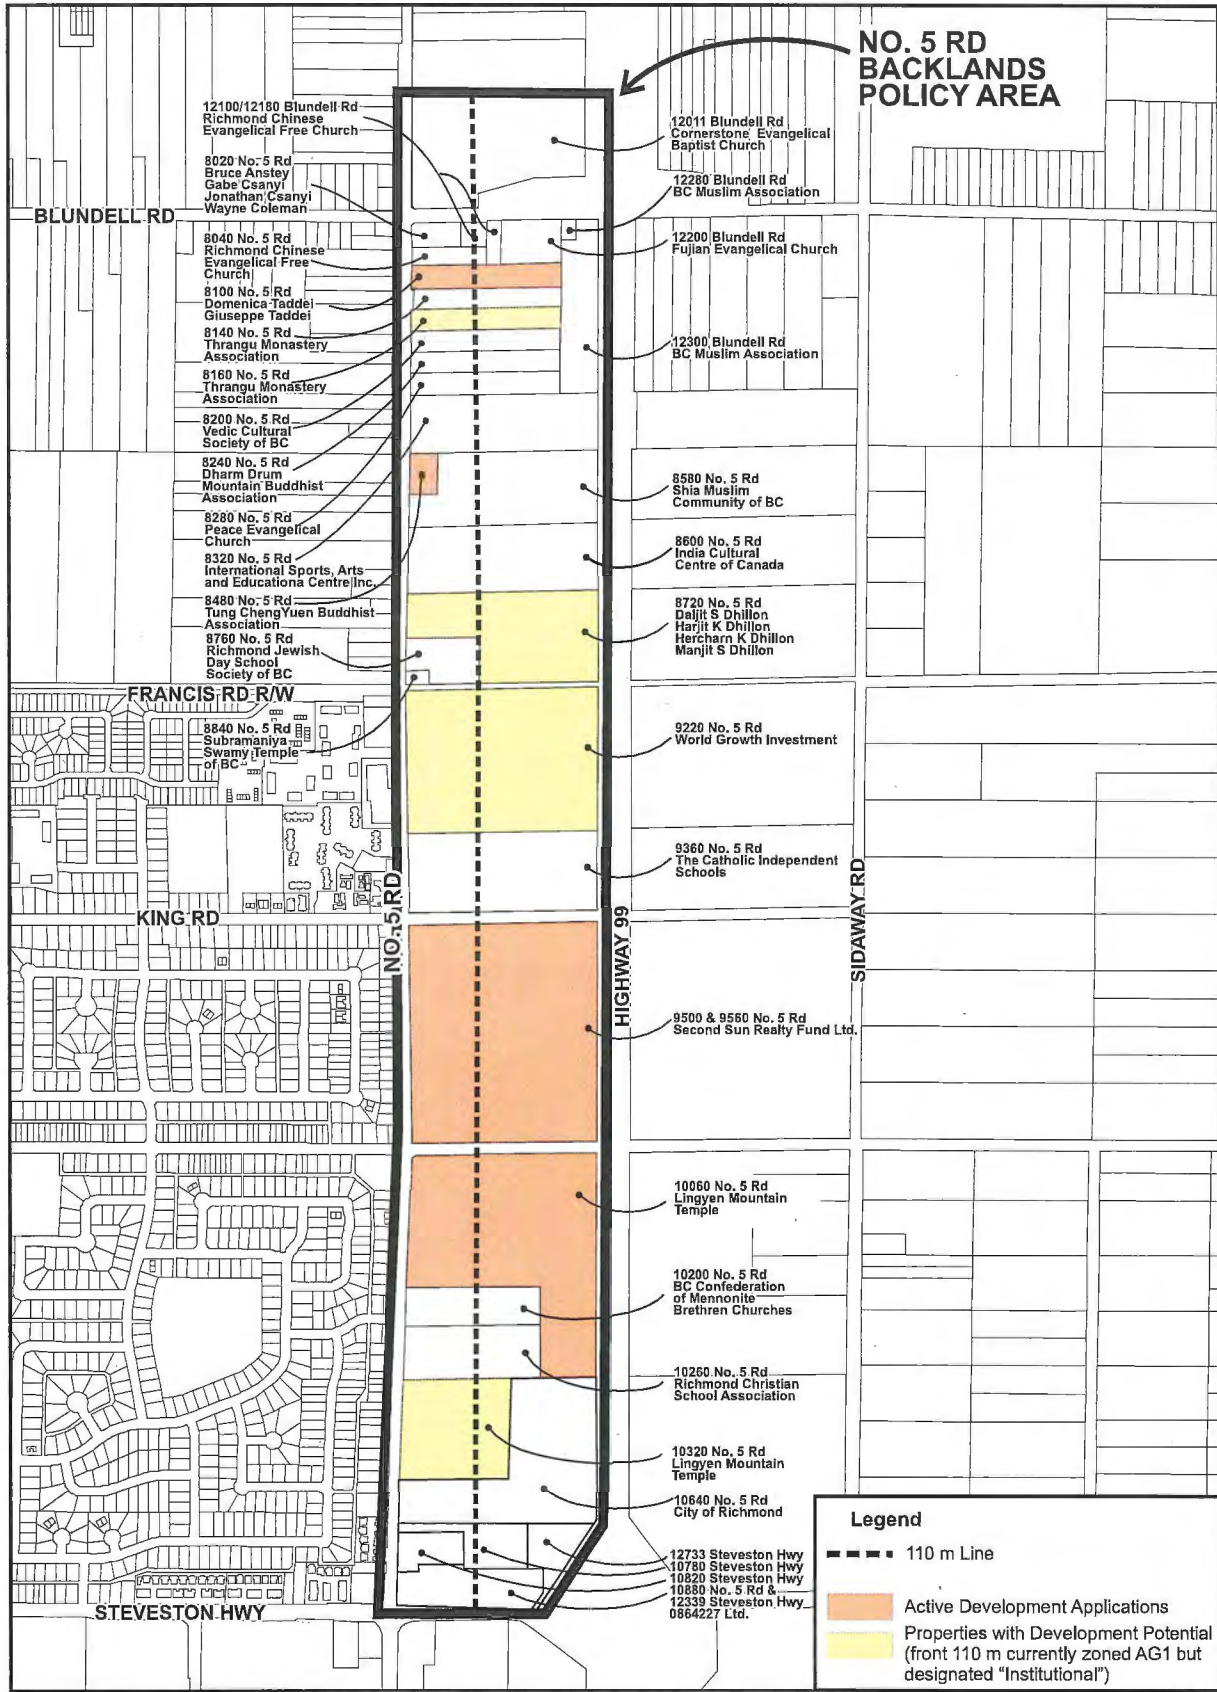 NO. 5 RD
BACKLANDS
POLICY AREA
12100/12180 Blundell Rd
Richmond Chinese
Evangelical Free Church
8020 No. 5 Rd
Bruce Anstey
Gabe Csanyi
Jonathan Csanyi
Wayne Coleman
BLUNDELL RD
8040 No. 5 Rd
Richmond Chinese
Evangelical Free
Church
8100 No. 5 Rd
Domenica Taddei
Giuseppe Taddei
8140 No. 5 Rd
Thrangu Monastery
Association
8160 No. 5 Rd
Thrangu Monastery
Association
8200 No. 5 Rd
Vedic Cultural
Society of BC
8240 No. 5 Rd
Dharm Drum
Mountain Buddhist
Association
8280 No. 5 Rd
Peace Evangelical
Church
8320 No. 5 Rd
International Sports, Arts
and Educationa Centre Inc.
8480 No. 5 Rd
Tung ChengYuen Buddhist
Association
8760 No. 5 Rd
Richmond Jewish
Day School
Society of BC
FRANCIS RD R/W
8840 No. 5 Rd
Subramaniya
Swamy Temple
of BC
NO. 5 RD
KING RD
STEVESTON HWY
12011 Blundell Rd
Cornerstone Evangelical
Baptist Church
12280 Blundell Rd
BC Muslim Association
12200 Blundell Rd
Fujian Evangelical Church
12300 Blundell Rd
BC Muslim Association
8580 No. 5 Rd
Shia Muslim
Community of BC
8600 No. 5 Rd
India Cultural
Centre of Canada
8720 No. 5 Rd
Daljit S Dhillon
Harjit K Dhillon
Hercharn K Dhillon
Manjit S Dhillon
9220 No. 5 Rd
World Growth Investment
9360 No. 5 Rd
The Catholic Independent
Schools
HIGHWAY 99
SIDAWAY RD
9500 & 9560 No. 5 Rd
Second Sun Realty Fund Ltd.
10060 No. 5 Rd
Lingyen Mountain
Temple
10200 No. 5 Rd
BC Confederation
of Mennonite
Brethren Churches
10260 No. 5 Rd
Richmond Christian
School Association
10320 No. 5 Rd
Lingyen Mountain
Temple
10640 No. 5 Rd
City of Richmond
12733 Steveston Hwy
10780 Steveston Hwy
10820 Steveston Hwy
10880 No. 5 Rd &
12339 Steveston Hwy
0864227 Ltd.
Legend
110 m Line
Active Development Applications
Properties with Development Potential
(front 110 m currently zoned AG1 but
designated "Institutional")